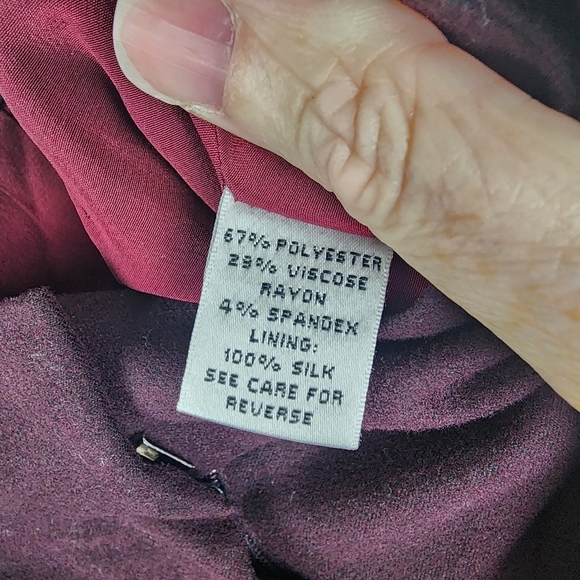 67% POLYESTER
29% VISCOSE
RAYON
4% SPANDEX
LINING:
100% SILK
SEE CARE FOR
REVERSE